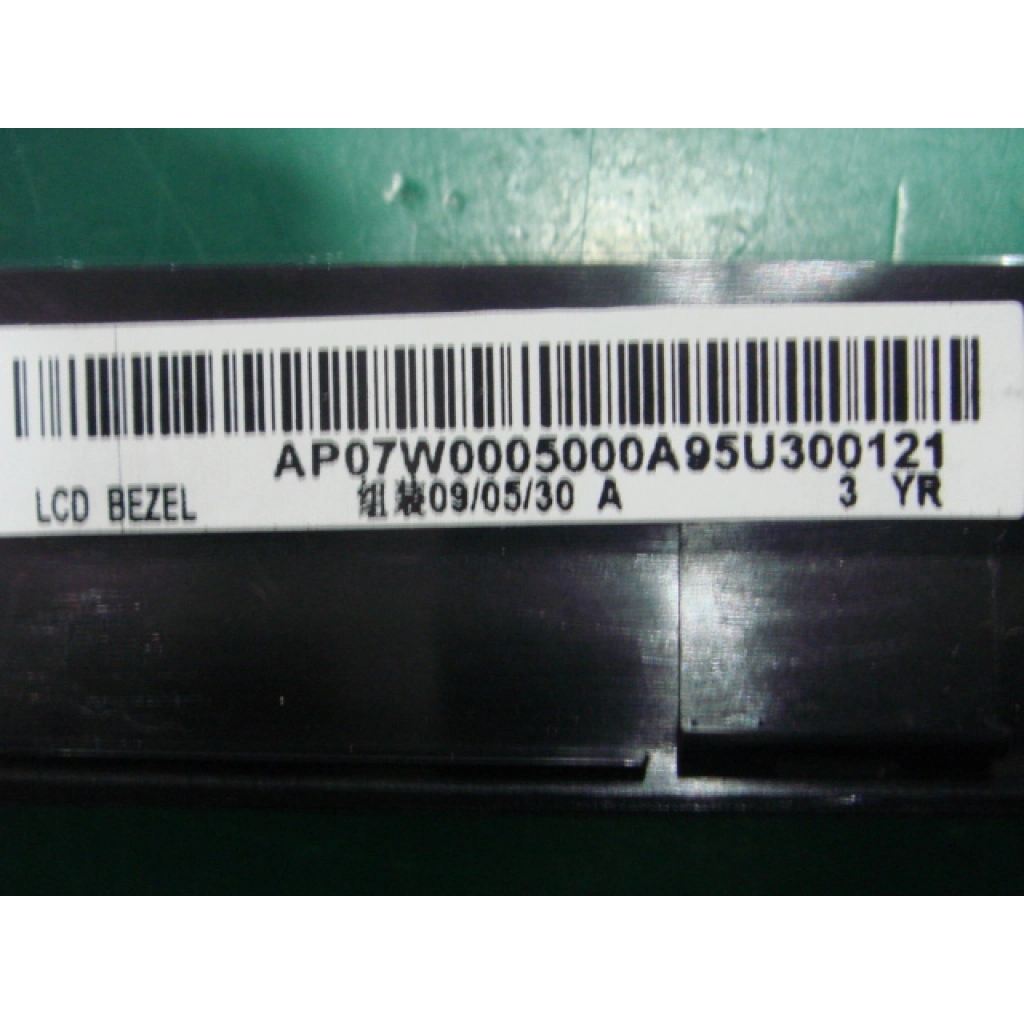 AP07W0005000A95U300121
LCD BEZEL 组装09/05/30 A 3 YR